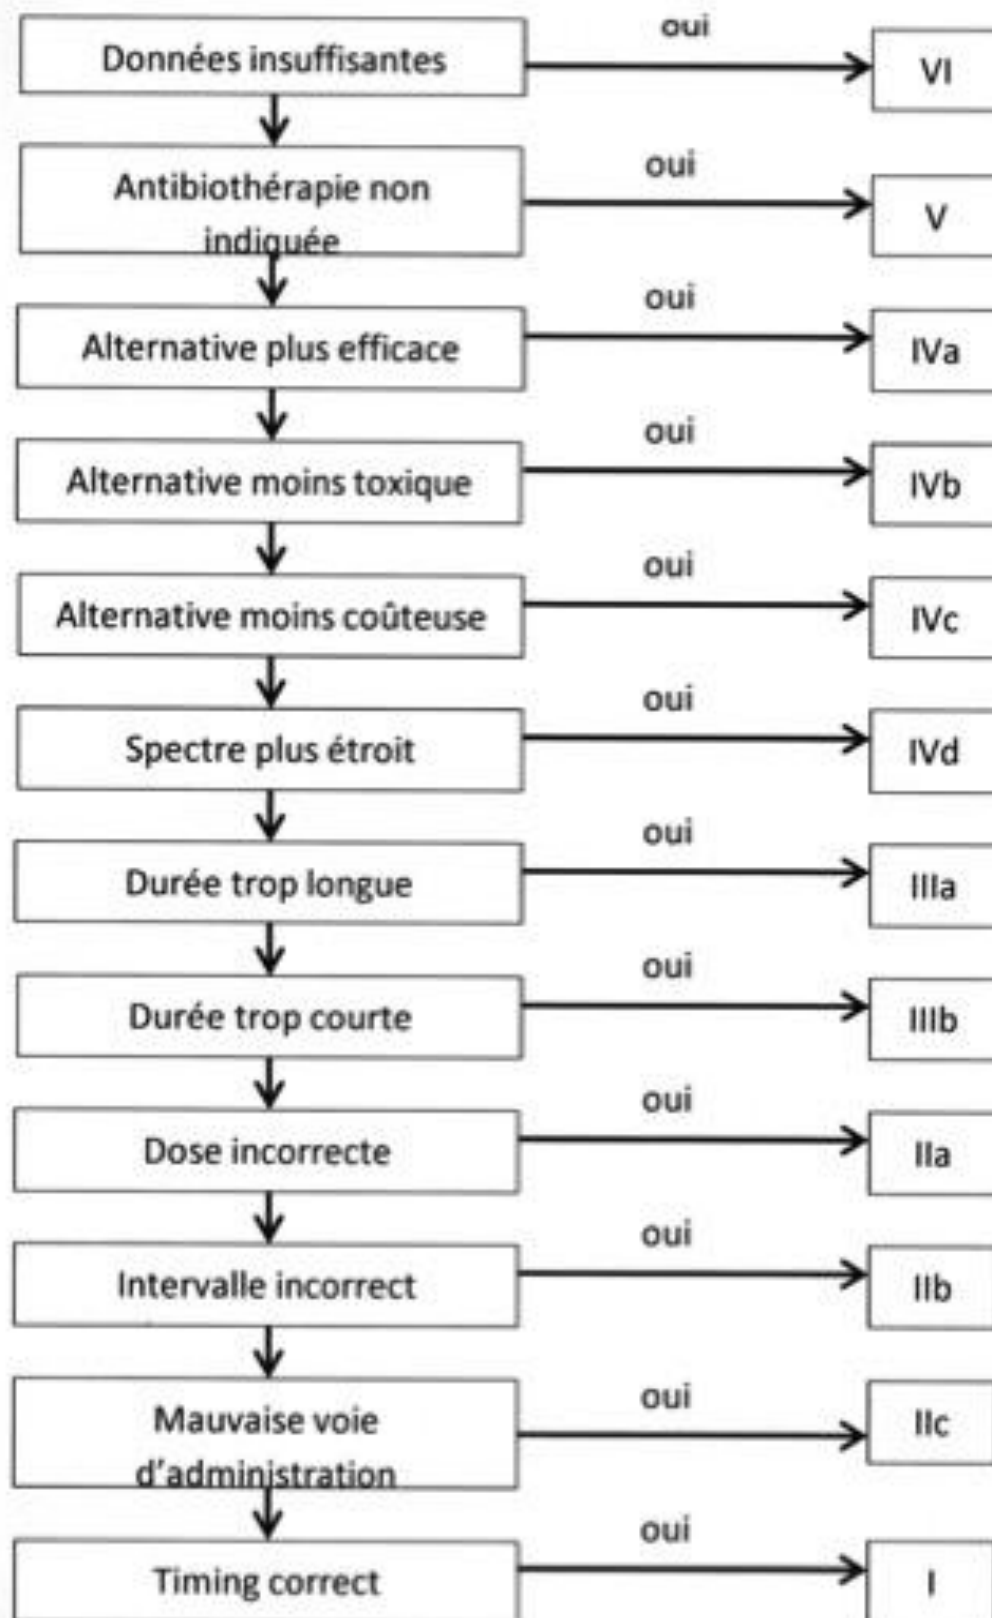 Données insuffisantes
oui
VI
Antibiothérapie non
indiquée
oui
V
Alternative plus efficace
oui
IVa
Alternative moins toxique
oui
IVb
Alternative moins coûteuse
oui
IVc
Spectre plus étroit
oui
IVd
Durée trop longue
oui
IIIa
Durée trop courte
oui
IIIb
Dose incorrecte
oui
IIa
Intervalle incorrect
oui
IIb
Mauvaise voie
d'administration
oui
IIc
Timing correct
oui
I